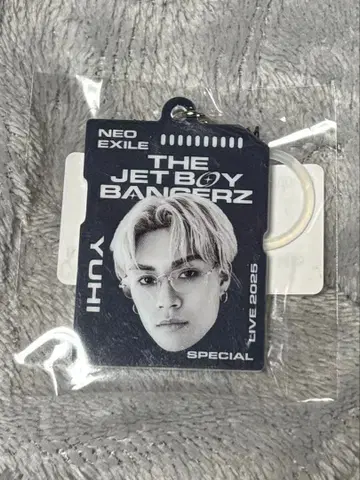 NEO
EXILE
THE
JET BOY
BANGERZ
YUHI
LIVE 2025
SPECIAL